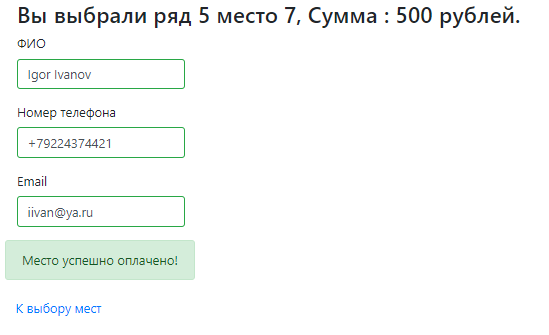 Вы выбрали ряд 5 место 7, Сумма : 500 рублей.
ФИО
Igor Ivanov
Номер телефона
+79224374421
Email
iivan@ya.ru
Место успешно оплачено!
К выбору мест